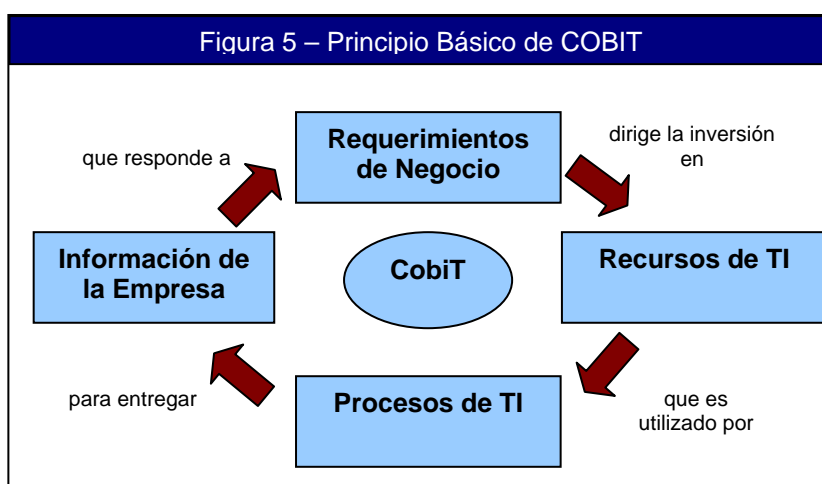 Figura 5 – Principio Básico de COBIT
que responde a
Requerimientos
de Negocio
dirige la inversión
en
Información de
la Empresa
CobiT
Recursos de TI
para entregar
Procesos de TI
que es
utilizado por